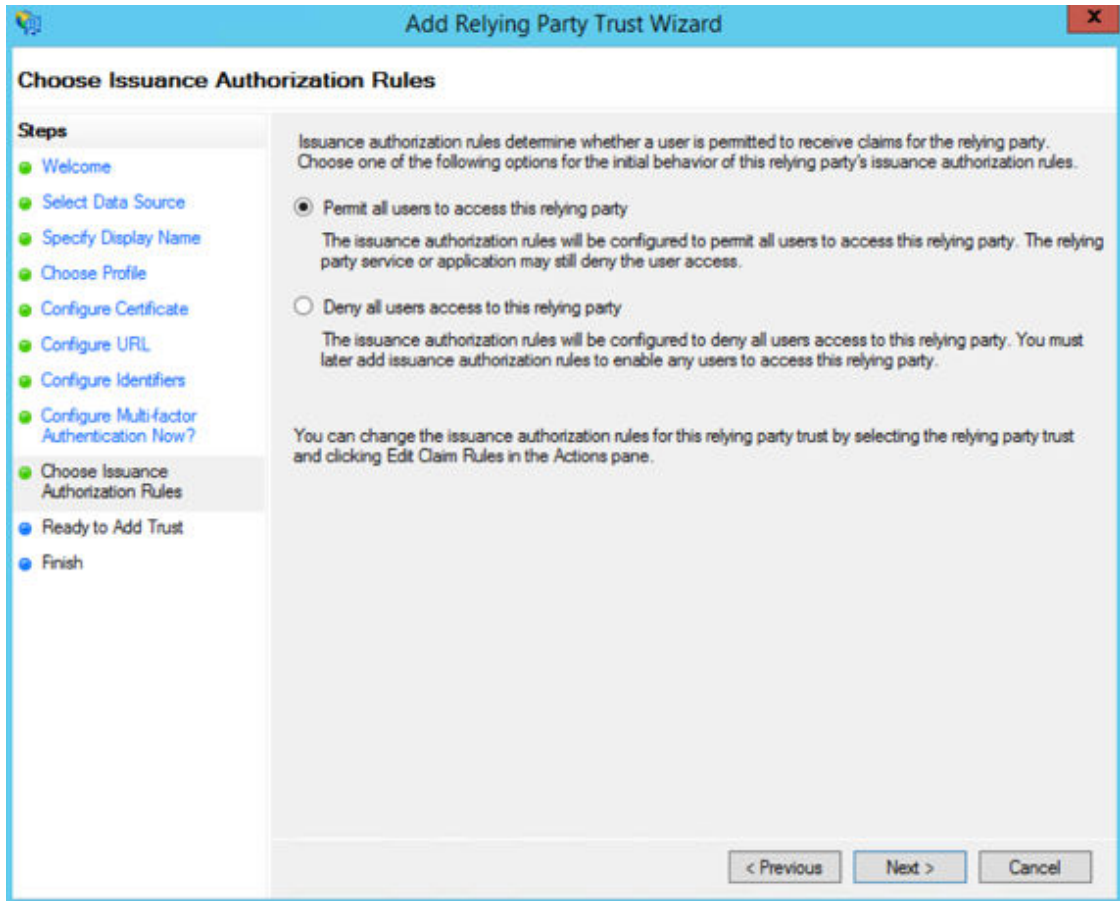 Add Relying Party Trust Wizard
x
Choose Issuance Authorization Rules
Steps
Welcome
Select Data Source
Specify Display Name
Choose Profile
Configure Certificate
Configure URL
Configure Identifiers
Configure Multi-factor
Authentication Now?
Choose Issuance
Authorization Rules
Ready to Add Trust
Finish
Issuance authorization rules determine whether a user is permitted to receive claims for the relying party.
Choose one of the following options for the initial behavior of this relying party's issuance authorization rules.
Permit all users to access this relying party
The issuance authorization rules will be configured to permit all users to access this relying party. The relying
party service or application may still deny the user access.
Deny all users access to this relying party
The issuance authorization rules will be configured to deny all users access to this relying party. You must
later add issuance authorization rules to enable any users to access this relying party.
You can change the issuance authorization rules for this relying party trust by selecting the relying party trust
and clicking Edit Claim Rules in the Actions pane.
< Previous
Next >
Cancel